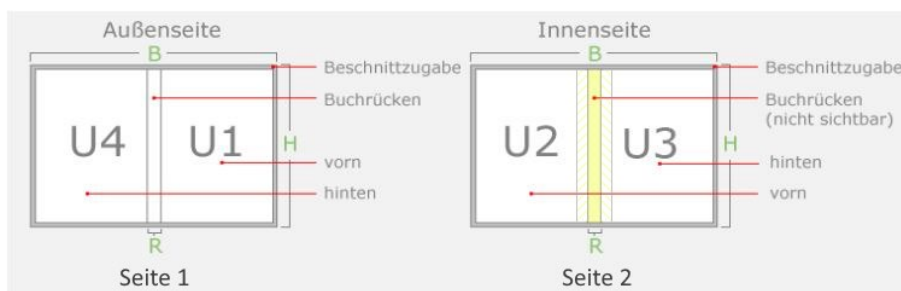 Außenseite
B
Beschnittzugabe
Buchrücken
U4
U1
H
vorn
hinten
R
Seite 1
Innenseite
B
Beschnittzugabe
Buchrücken
(nicht sichtbar)
U2
U3
H
hinten
vorn
R
Seite 2